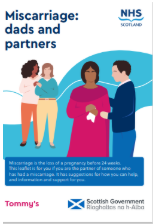 Miscarriage:
dads and
partners
NHS
SCOTLAND
Miscarriage is the loss of a pregnancy before 24 weeks.
This leaflet is for you if you are the partner of someone who
has had a miscarriage. It has suggestions for how you can help,
and information and support for you.
Tommy's
Scottish Government
Riaghaltas na h-Alba